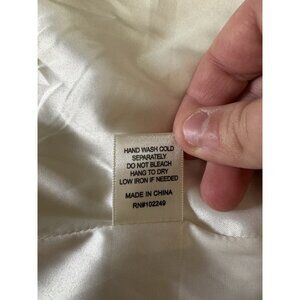 HAND WASH COLD
SEPARATELY
DO NOT BLEACH
HANG TO DRY
LOW IRON IF NEEDED
MADE IN CHINA
RN#102249